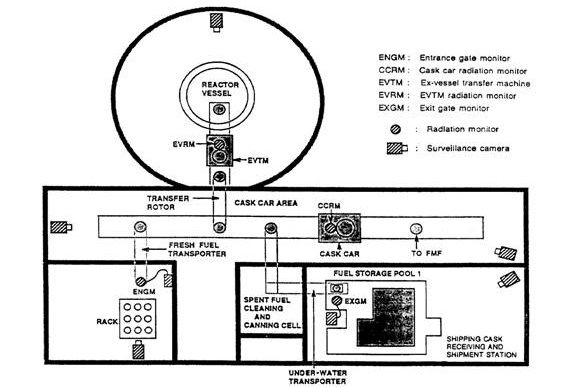 ENGM : Entrance gate monitor
CCRM : Cask car radiation monitor
EVTM : Ex-vessel transfer machine
EVRM : EVTM radiation monitor
EXGM : Exit gate monitor
: Radiation monitor
: Surveillance camera
REACTOR
VESSEL
EVRM
EVTM
TRANSFER
ROTOR
CASK CAR AREA
CCRM
FRESH FUEL
TRANSPORTER
CASK CAR
TO FMF
ENGM
RACK
SPENT FUEL
CLEANING
AND
CANNING CELL
FUEL STORAGE POOL 1
EXGM
SHIPPING CASK
RECEIVING AND
SHIPMENT STATION
UNDER-WATER
TRANSPORTER